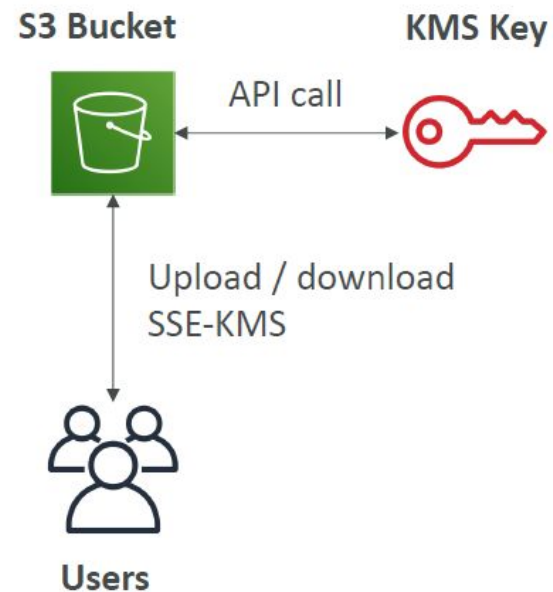 S3 Bucket
KMS Key
API call
Upload / download
SSE-KMS
Users